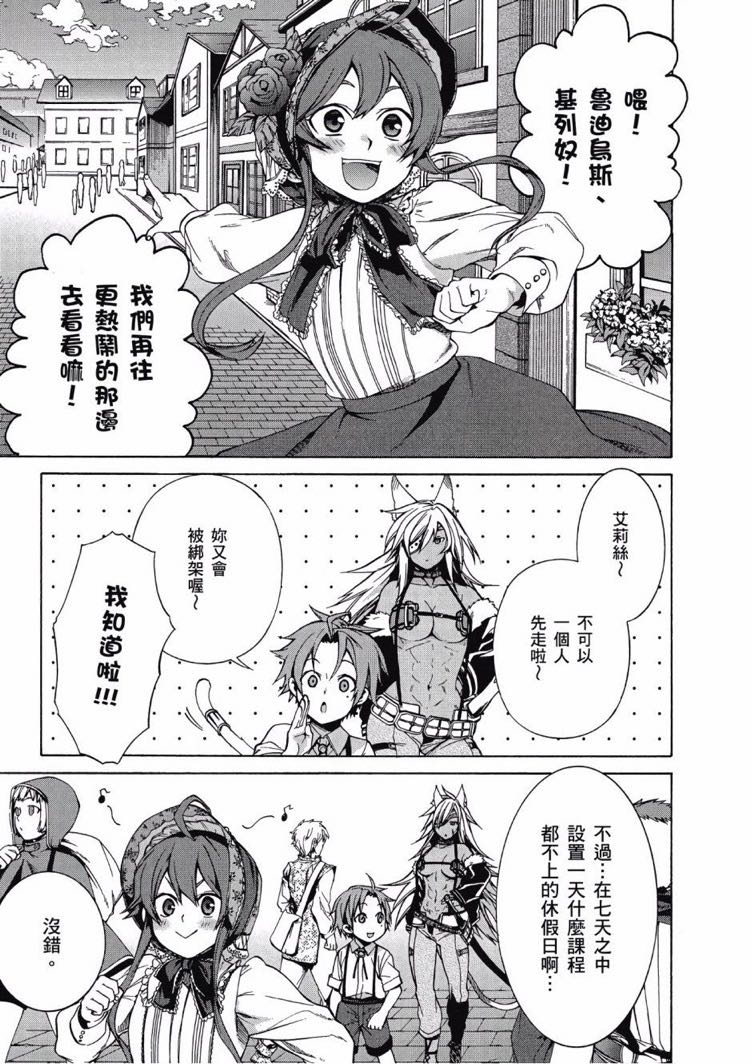 喂！
魯迪烏斯、
基列奴！
我們再往
更熱鬧的那邊
去看看嘛！
艾莉絲~
不可以
一個人
先走啦~
妳又會
被綁架喔~
我知道啦!!!
不過…在七天之中
設置一天什麼課程
都不上的休假日啊…
沒錯。